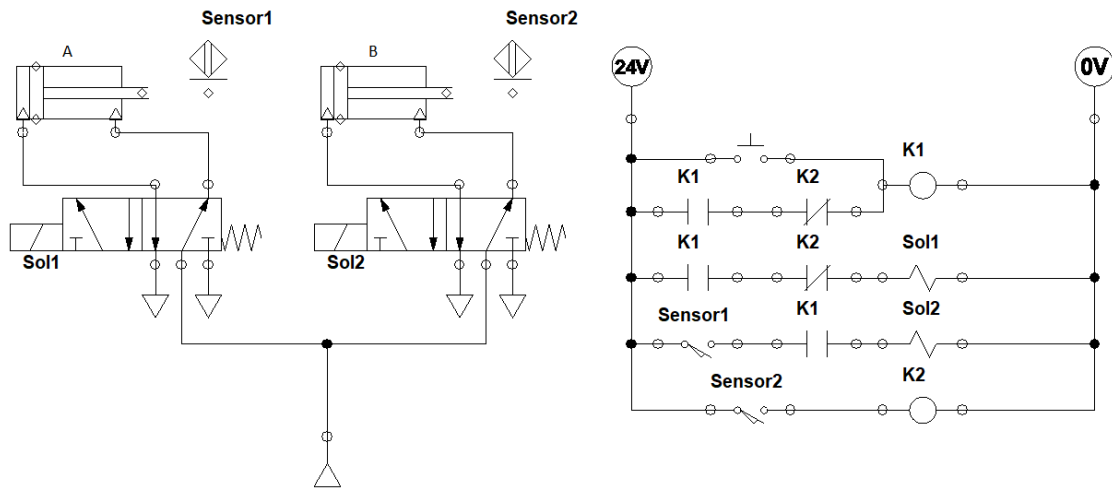 Sensor1 Sensor2
A B
Sol1 Sol2
24V 0V
K1
K1 K2
K1 K2 Sol1
Sensor1 K1 Sol2
Sensor2 K2